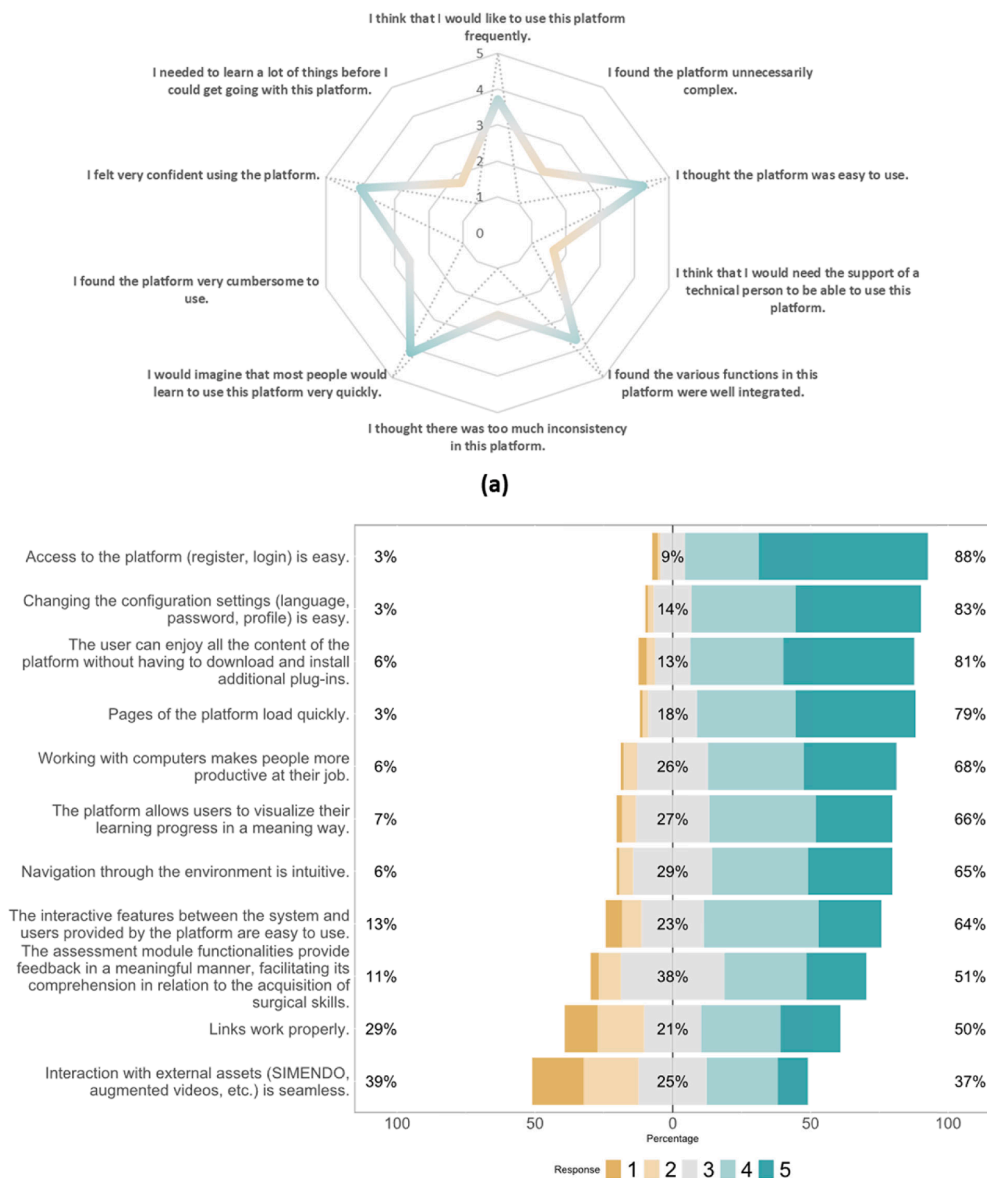 I think that I would like to use this platform
frequently.
5
I needed to learn a lot of things before I
could get going with this platform.
I found the platform unnecessarily
complex.
4
3
2
I felt very confident using the platform.
I thought the platform was easy to use.
1
0
I found the platform very cumbersome to
use.
I think that I would need the support of a
technical person to be able to use this
platform.
I would imagine that most people would
learn to use this platform very quickly.
I found the various functions in this
platform were well integrated.
I thought there was too much inconsistency
in this platform.
(a)
Access to the platform (register, login) is easy. 3% 9% 88%
Changing the configuration settings (language,
password, profile) is easy. 3% 14% 83%
The user can enjoy all the content of the
platform without having to download and install 6% 13% 81%
additional plug-ins.
Pages of the platform load quickly. 3% 18% 79%
Working with computers makes people more
productive at their job. 6% 26% 68%
The platform allows users to visualize their
learning progress in a meaning way. 7% 27% 66%
Navigation through the environment is intuitive. 6% 29% 65%
The interactive features between the system and
users provided by the platform are easy to use. 13% 23% 64%
The assessment module functionalities provide
feedback in a meaningful manner, facilitating its
comprehension in relation to the acquisition of 11% 38% 51%
surgical skills.
Links work properly. 29% 21% 50%
Interaction with external assets (SIMENDO,
augmented videos, etc.) is seamless. 39% 25% 37%
100 50 0 50 100
Percentage
Response 1 2 3 4 5